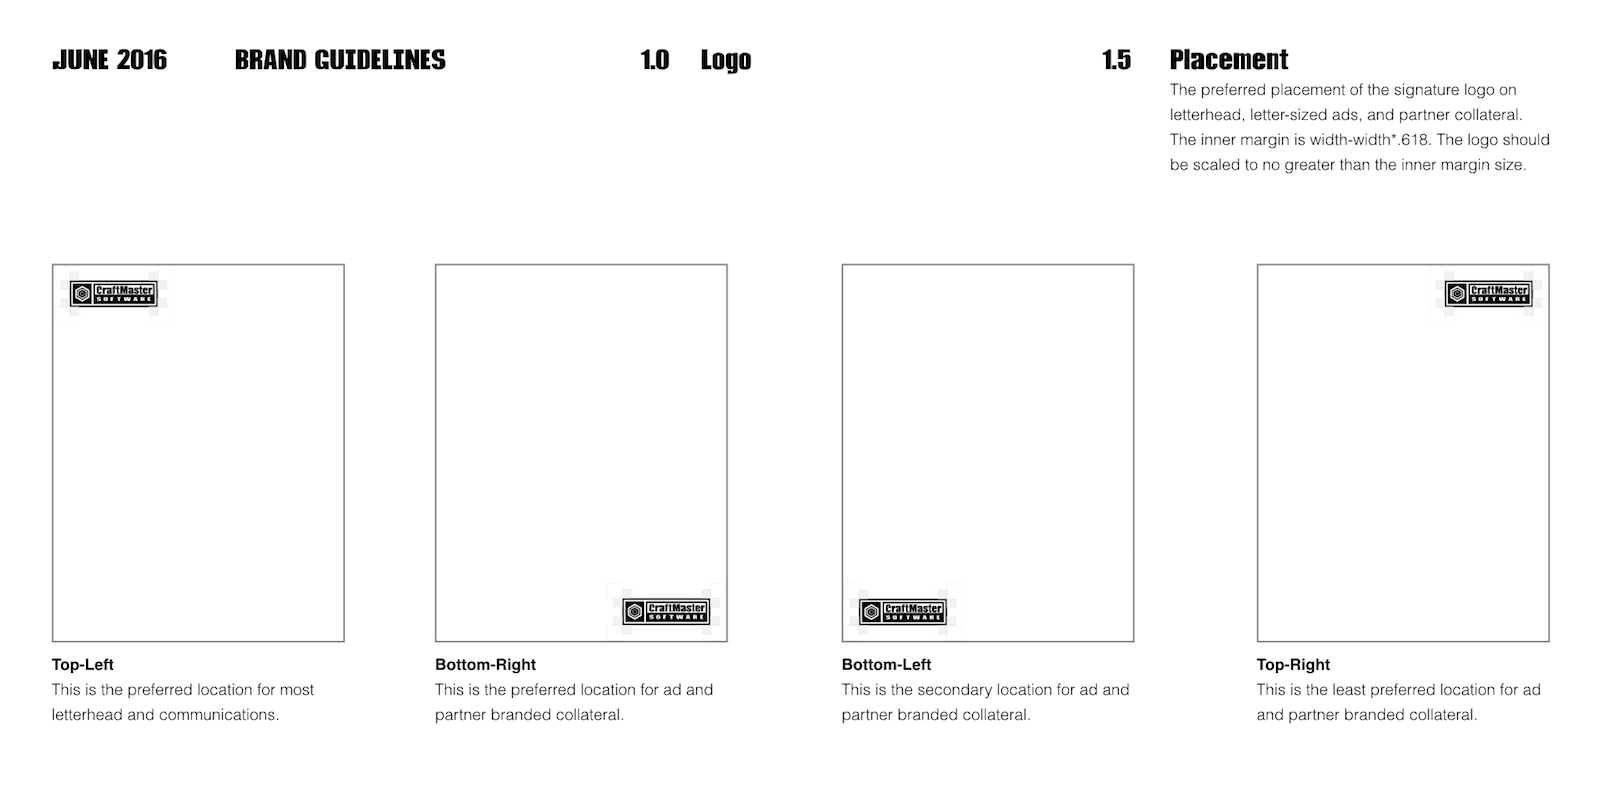 JUNE 2016
BRAND GUIDELINES
1.0 Logo
1.5 Placement
The preferred placement of the signature logo on
letterhead, letter-sized ads, and partner collateral.
The inner margin is width-width*.618. The logo should
be scaled to no greater than the inner margin size.
CraftMaster
SOFTWARE
Top-Left
This is the preferred location for most
letterhead and communications.
CraftMaster
SOFTWARE
Bottom-Right
This is the preferred location for ad and
partner branded collateral.
CraftMaster
SOFTWARE
Bottom-Left
This is the secondary location for ad and
partner branded collateral.
CraftMaster
SOFTWARE
Top-Right
This is the least preferred location for ad
and partner branded collateral.